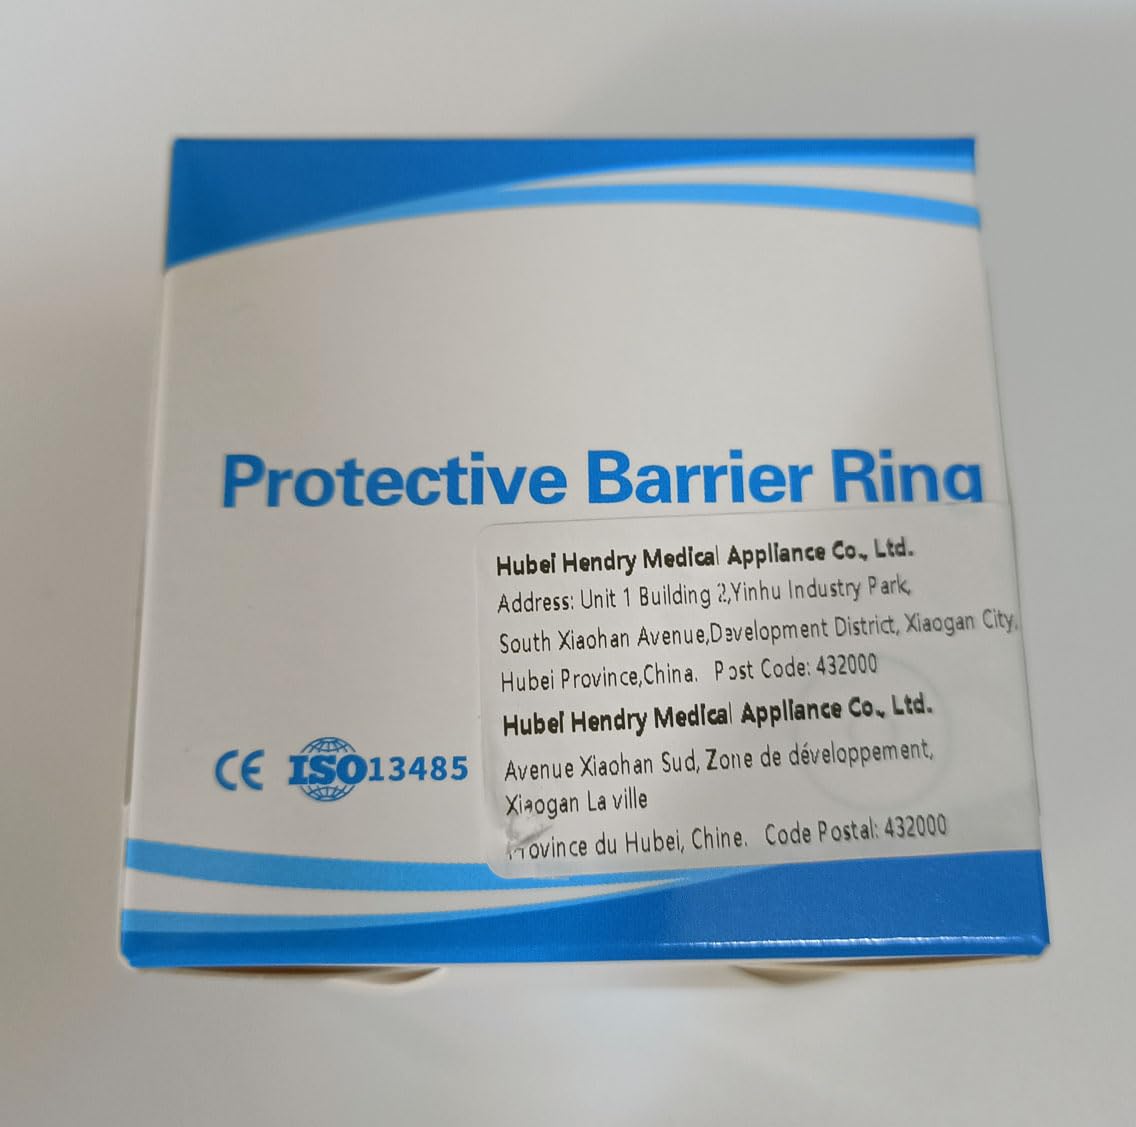 Protective Barrier Ring
Hubei Hendry Medical Appliance Co., Ltd.
Address: Unit 1 Building 2,Yinhu Industry Park,
South Xiaohan Avenue,Development District, Xiaogan City,
Hubei Province,China. Post Code: 432000
Hubei Hendry Medical Appliance Co., Ltd.
Avenue Xiaohan Sud, Zone de développement,
Xiaogan La ville
Province du Hubei, Chine. Code Postal: 432000
CE ISO13485